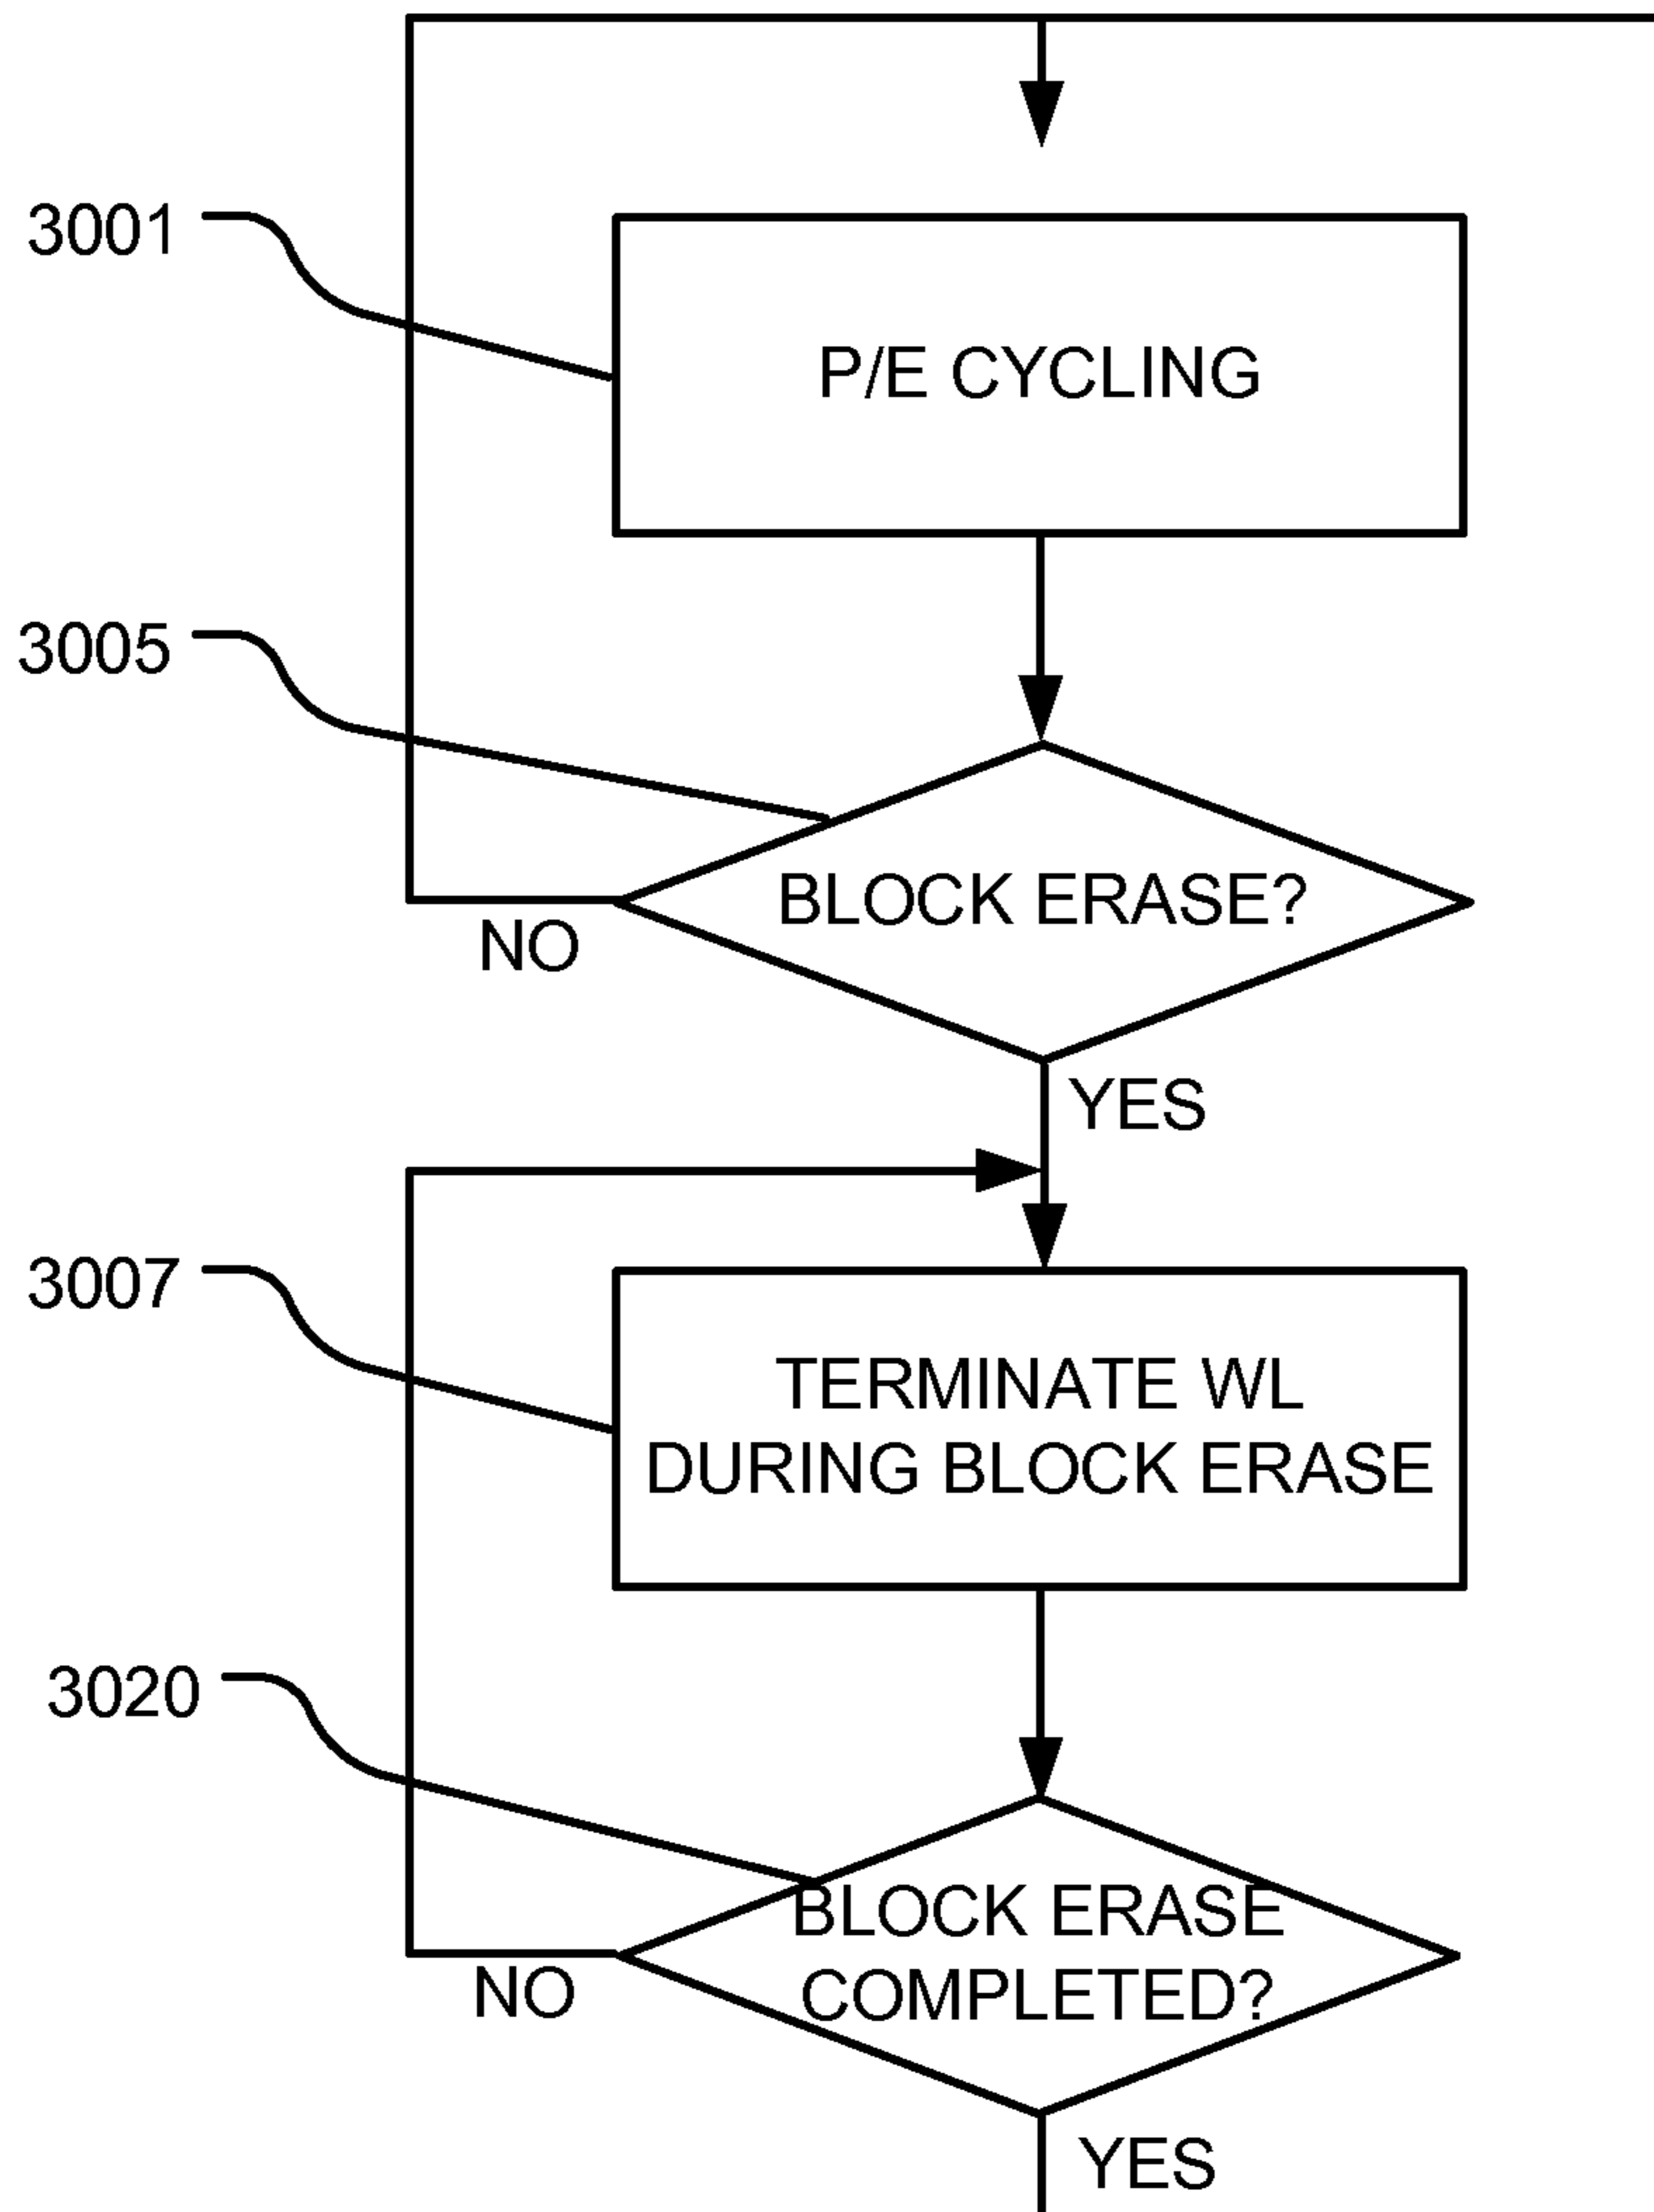 3001
P/E CYCLING
3005
BLOCK ERASE?
NO
YES
3007
TERMINATE WL
DURING BLOCK ERASE
3020
BLOCK ERASE
COMPLETED?
NO
YES